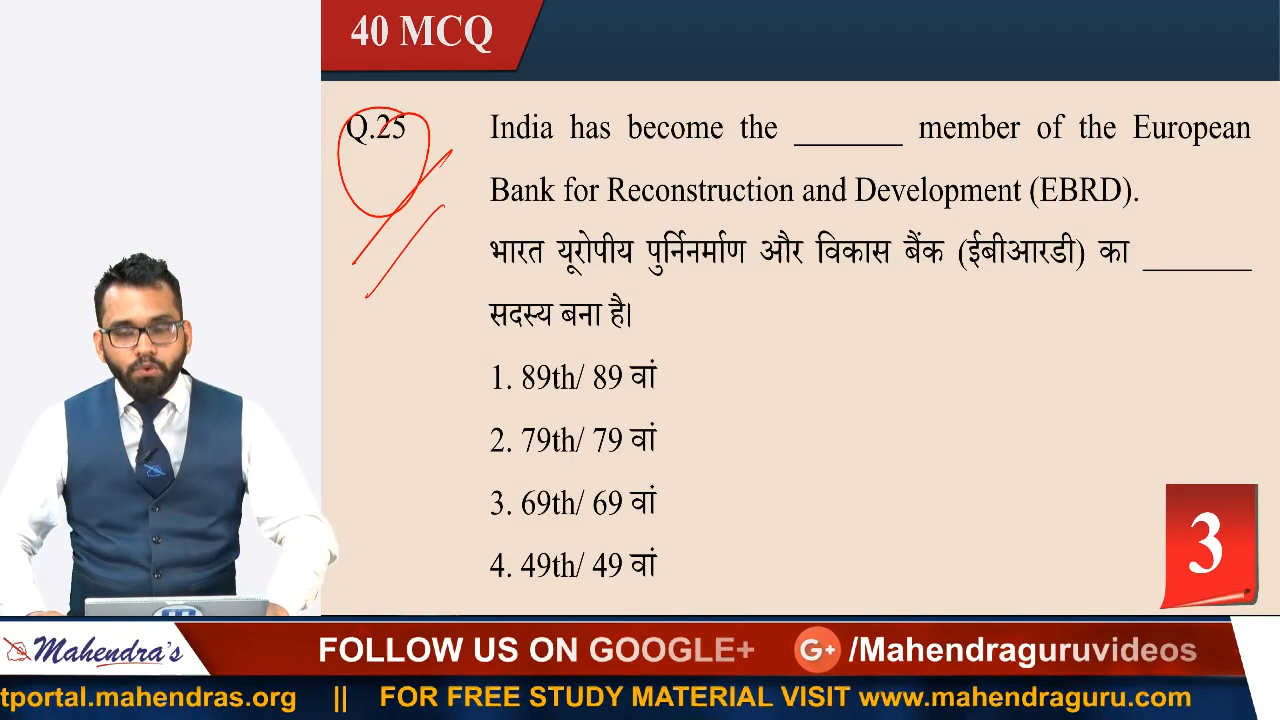 40 MCQ
Q.25 India has become the _______ member of the European
Bank for Reconstruction and Development (EBRD).
भारत यूरोपीय पुर्निनर्माण और विकास बैंक (ईबीआरडी) का _______
सदस्य बना है।
1. 89th/ 89 वां
2. 79th/ 79 वां
3. 69th/ 69 वां
4. 49th/ 49 वां
3
Mahendra's
FOLLOW US ON GOOGLE+ G+ /Mahendraguruvideos
tportal.mahendras.org || FOR FREE STUDY MATERIAL VISIT www.mahendraguru.com